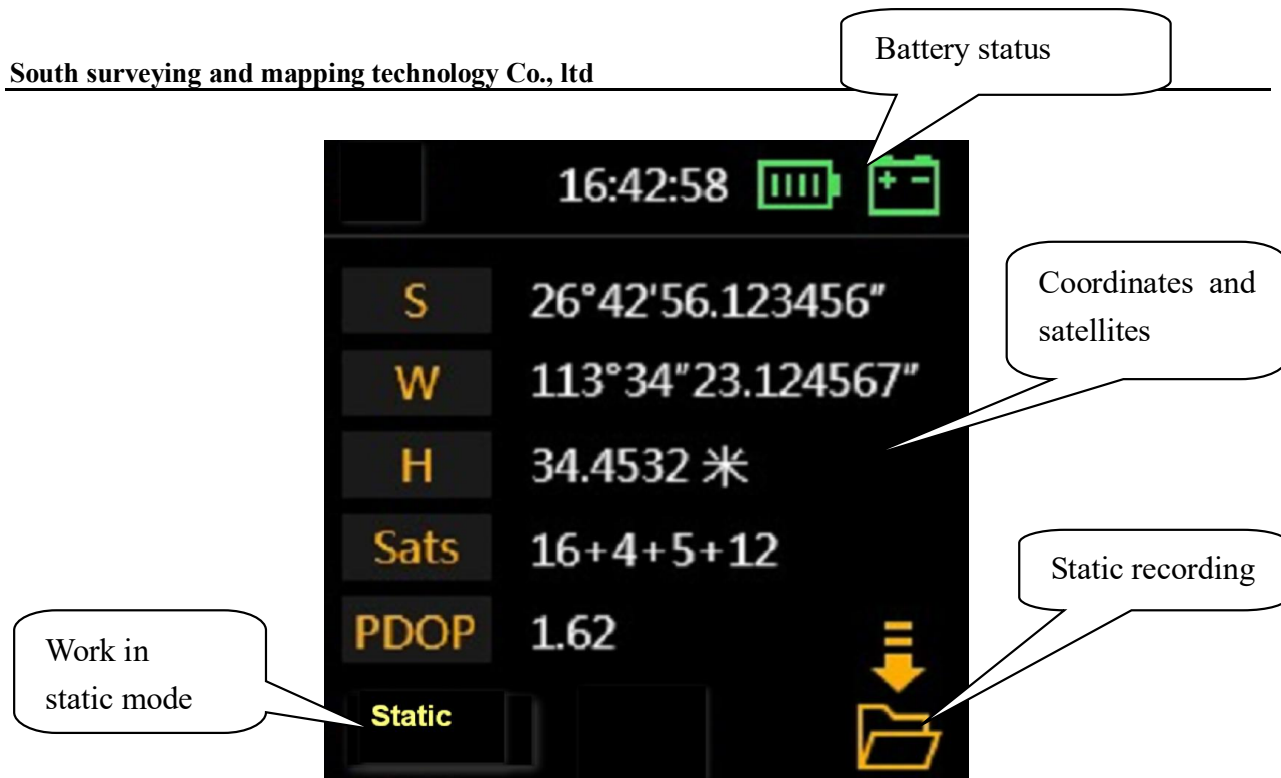 South surveying and mapping technology Co., ltd
Battery status
16:42:58
S 26°42'56.123456″
Coordinates and
satellites
W 113°34″23.124567″
H 34.4532 米
Sats 16+4+5+12
Static recording
PDOP 1.62
Work in
static mode
Static